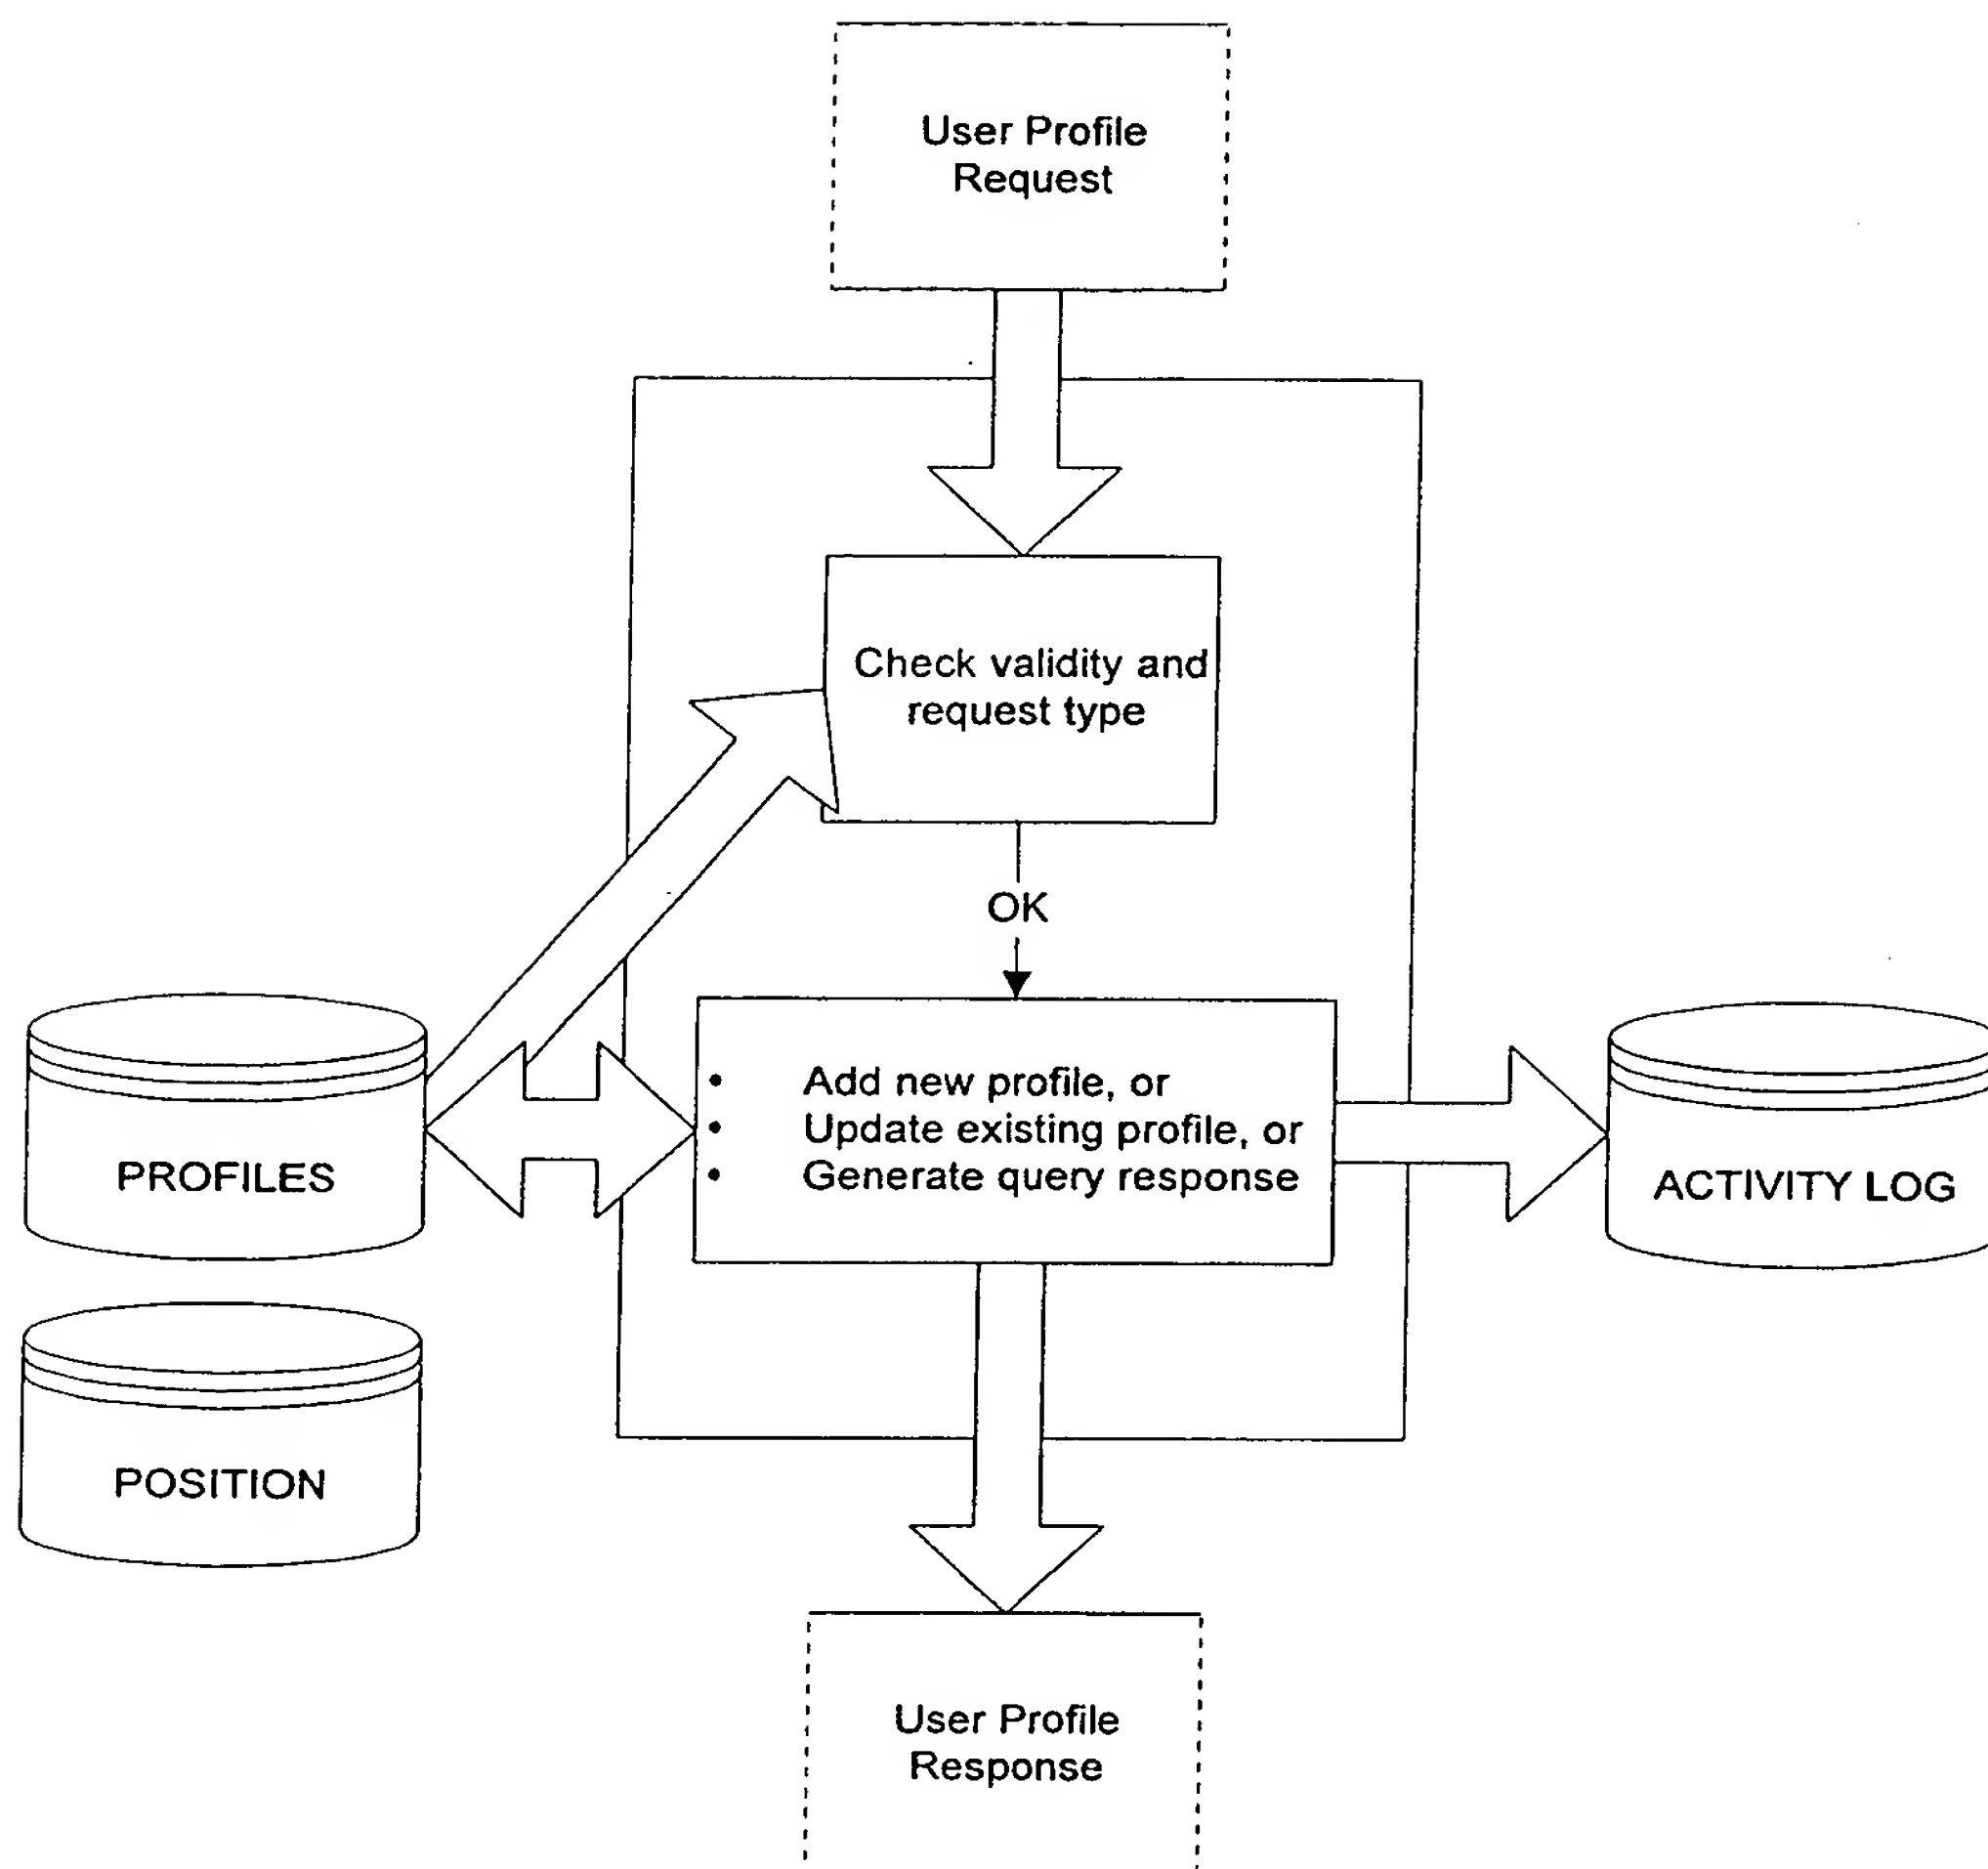 User Profile
Request
Check validity and
request type
OK
• Add new profile, or
• Update existing profile, or
• Generate query response
PROFILES
ACTIVITY LOG
POSITION
User Profile
Response